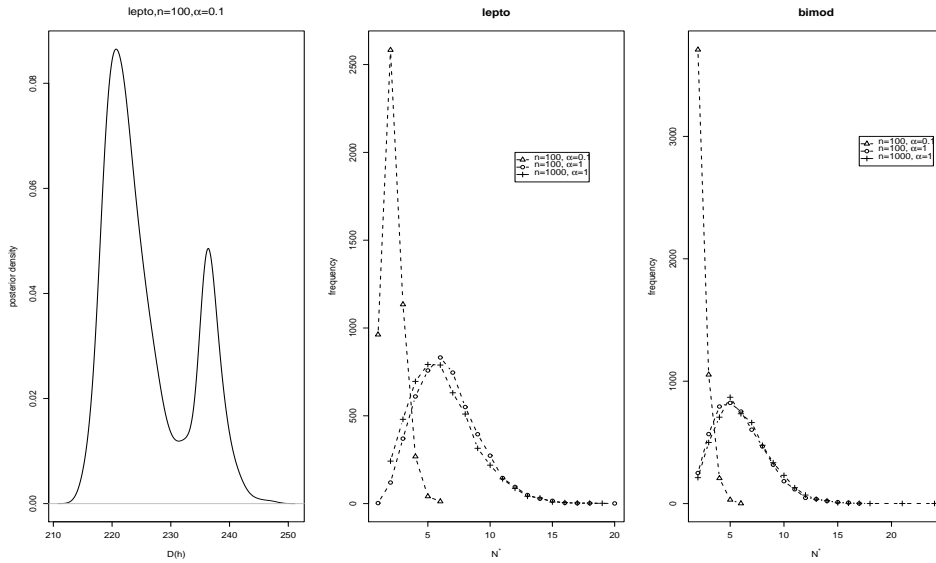 lepto,n=100,α=0.1
posterior density
0.00
0.02
0.04
0.06
0.08
210
220
230
240
250
D(h)
lepto
frequency
0
500
1000
1500
2000
2500
5
10
15
20
N*
n=100, α=0.1
n=100, α=1
n=1000, α=1
bimod
frequency
0
1000
2000
3000
5
10
15
20
N*
n=100, α=0.1
n=100, α=1
n=1000, α=1